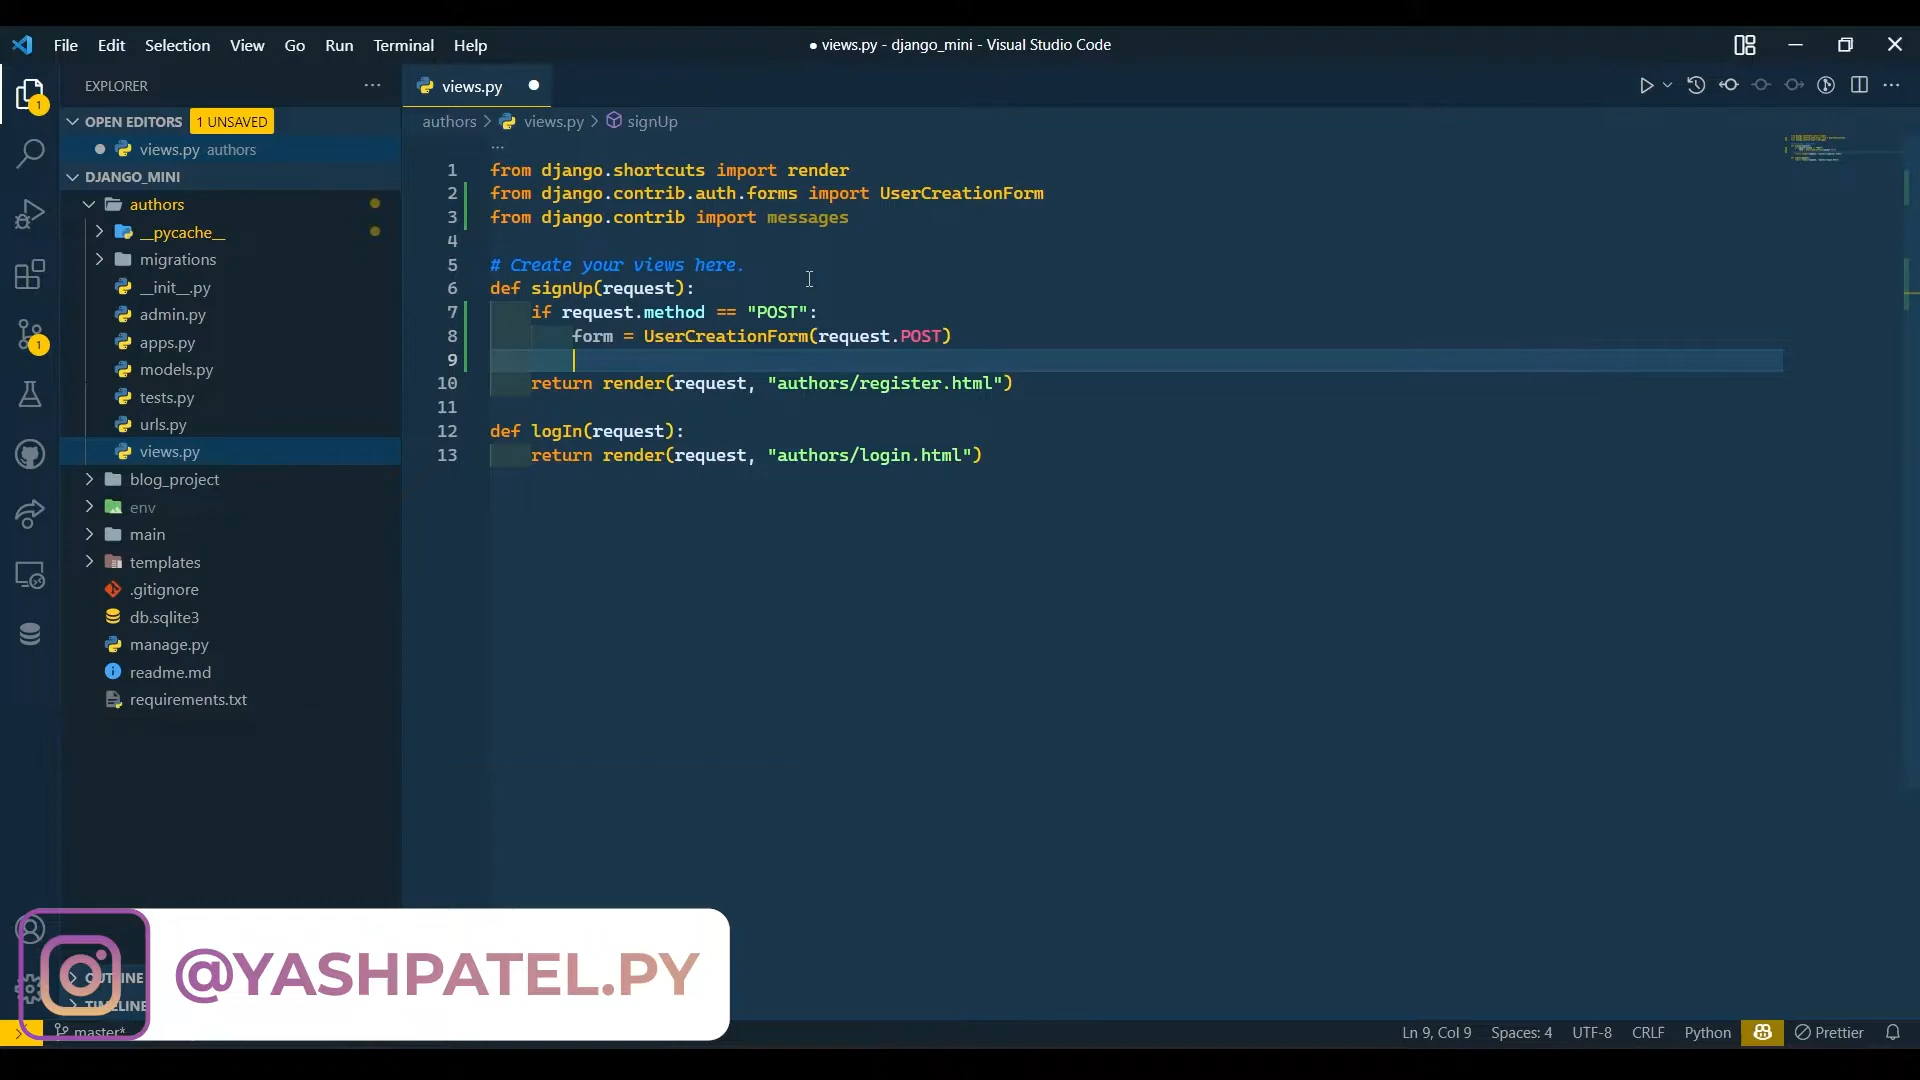 File Edit Selection View Go Run Terminal Help
● views.py - django_mini - Visual Studio Code
EXPLORER
views.py
OPEN EDITORS 1 UNSAVED
views.py authors
authors > views.py > signUp
DJANGO_MINI
authors
__pycache__
migrations
__init__.py
admin.py
apps.py
models.py
tests.py
urls.py
views.py
blog_project
env
main
templates
.gitignore
db.sqlite3
manage.py
readme.md
requirements.txt
OUTLINE
TIMELINE
1 from django.shortcuts import render
2 from django.contrib.auth.forms import UserCreationForm
3 from django.contrib import messages
4
5 # Create your views here.
6 def signUp(request):
7 if request.method == "POST":
8 form = UserCreationForm(request.POST)
9
10 return render(request, "authors/register.html")
11
12 def logIn(request):
13 return render(request, "authors/login.html")
1
1
@YASHPATEL.PY
master*
Ln 9, Col 9 Spaces: 4 UTF-8 CRLF Python Prettier